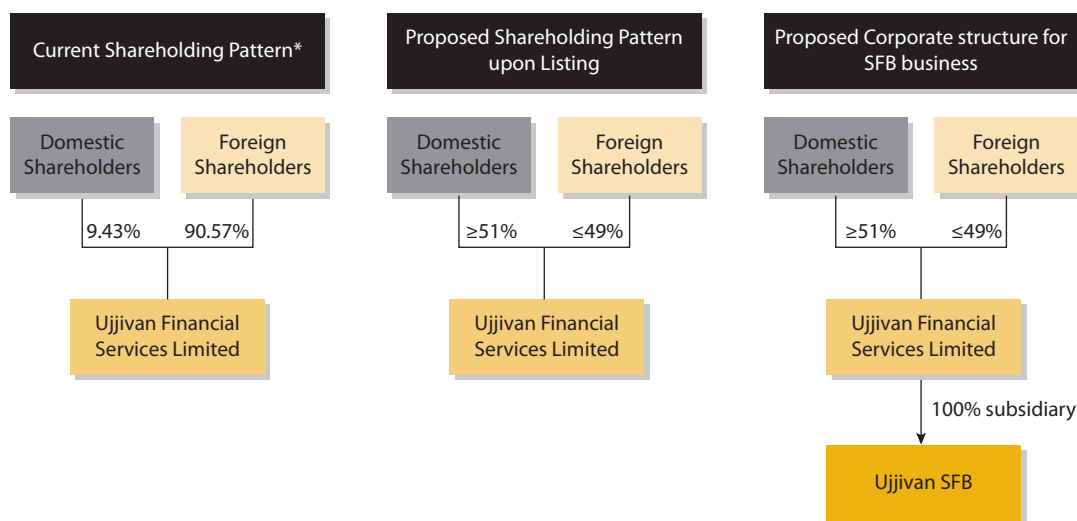 Current Shareholding Pattern*
Domestic
Shareholders
Foreign
Shareholders
9.43%
90.57%
Ujjivan Financial
Services Limited
Proposed Shareholding Pattern
upon Listing
Domestic
Shareholders
Foreign
Shareholders
≥51%
≤49%
Ujjivan Financial
Services Limited
Proposed Corporate structure for
SFB business
Domestic
Shareholders
Foreign
Shareholders
≥51%
≤49%
Ujjivan Financial
Services Limited
100% subsidiary
Ujjivan SFB